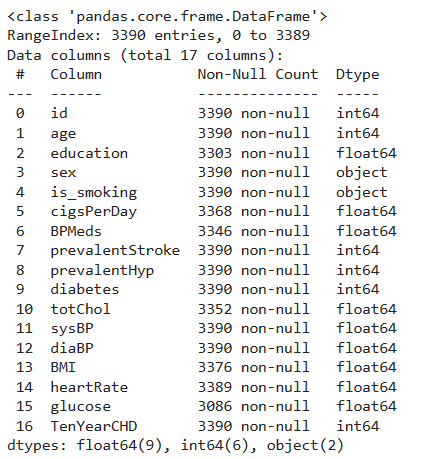 <class 'pandas.core.frame.DataFrame'>
RangeIndex: 3390 entries, 0 to 3389
Data columns (total 17 columns):
 #   Column           Non-Null Count  Dtype
---  ------           --------------  -----
 0   id               3390 non-null   int64
 1   age              3390 non-null   int64
 2   education        3303 non-null   float64
 3   sex              3390 non-null   object
 4   is_smoking       3390 non-null   object
 5   cigsPerDay       3368 non-null   float64
 6   BPMeds           3346 non-null   float64
 7   prevalentStroke  3390 non-null   int64
 8   prevalentHyp     3390 non-null   int64
 9   diabetes         3390 non-null   int64
 10  totChol          3352 non-null   float64
 11  sysBP            3390 non-null   float64
 12  diaBP            3390 non-null   float64
 13  BMI              3376 non-null   float64
 14  heartRate        3389 non-null   float64
 15  glucose          3086 non-null   float64
 16  TenYearCHD       3390 non-null   int64
dtypes: float64(9), int64(6), object(2)